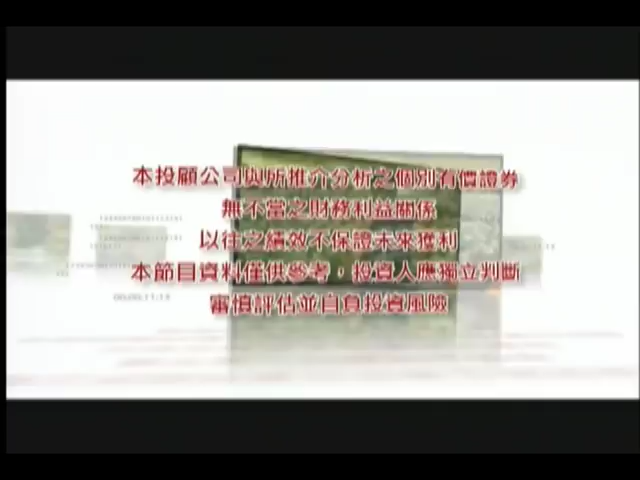 本投顧公司與所推介分析之個別有價證券
無不當之財務利益關係
以往之績效不保證未來獲利
本節目資料僅供參考，投資人應獨立判斷
審慎評估並自負投資風險